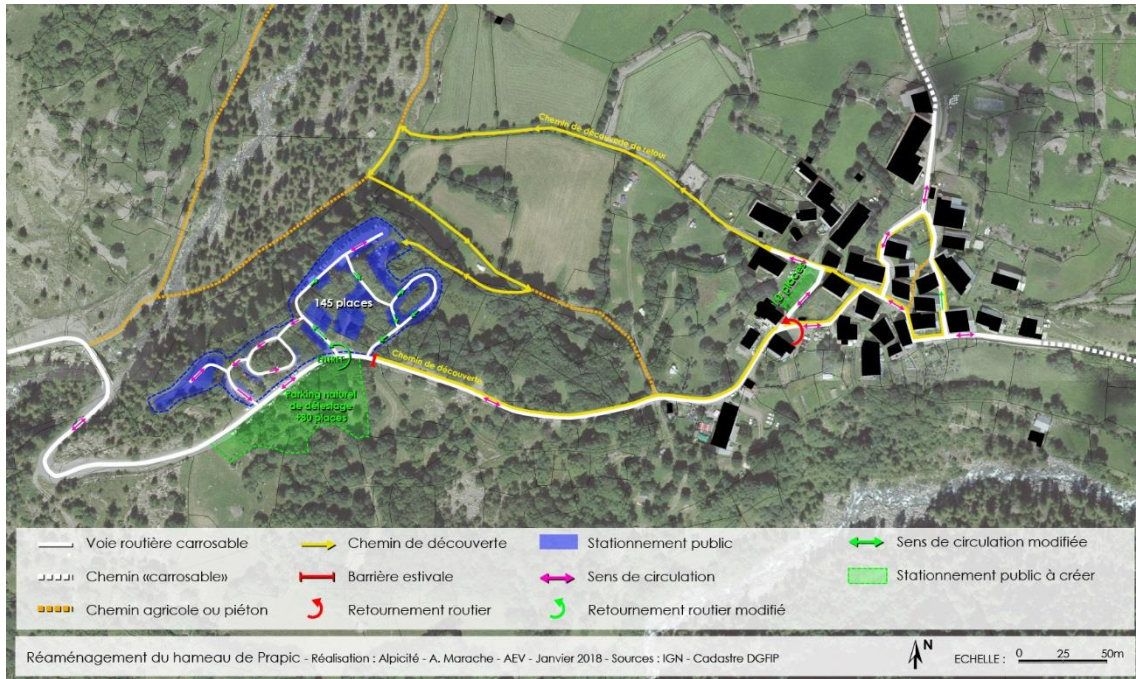 Chemin de découverte de retour
145 places
Chemin de découverte
Parking naturel
de délestage
+80 places
Voie routière carrosable
Chemin «carrosable»
Chemin agricole ou piéton
Chemin de découverte
Barrière estivale
Retournement routier
Stationnement public
Sens de circulation
Retournement routier modifié
Sens de circulation modifiée
Stationnement public à créer
Réaménagement du hameau de Prapic - Réalisation : Alpicité - A. Marache - AEV - Janvier 2018 - Sources : IGN - Cadastre DGFIP
N
ECHELLE : 0 25 50m